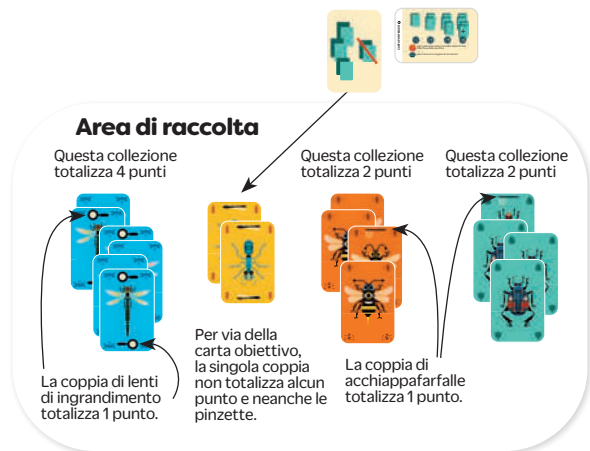 Area di raccolta
Questa collezione
totalizza 4 punti
Questa collezione
totalizza 2 punti
Questa collezione
totalizza 2 punti
La coppia di lenti
di ingrandimento
totalizza 1 punto.
Per via della
carta obiettivo,
la singola coppia
non totalizza alcun
punto e neanche le
pinzette.
La coppia di
acchiappafarfalle
totalizza 1 punto.